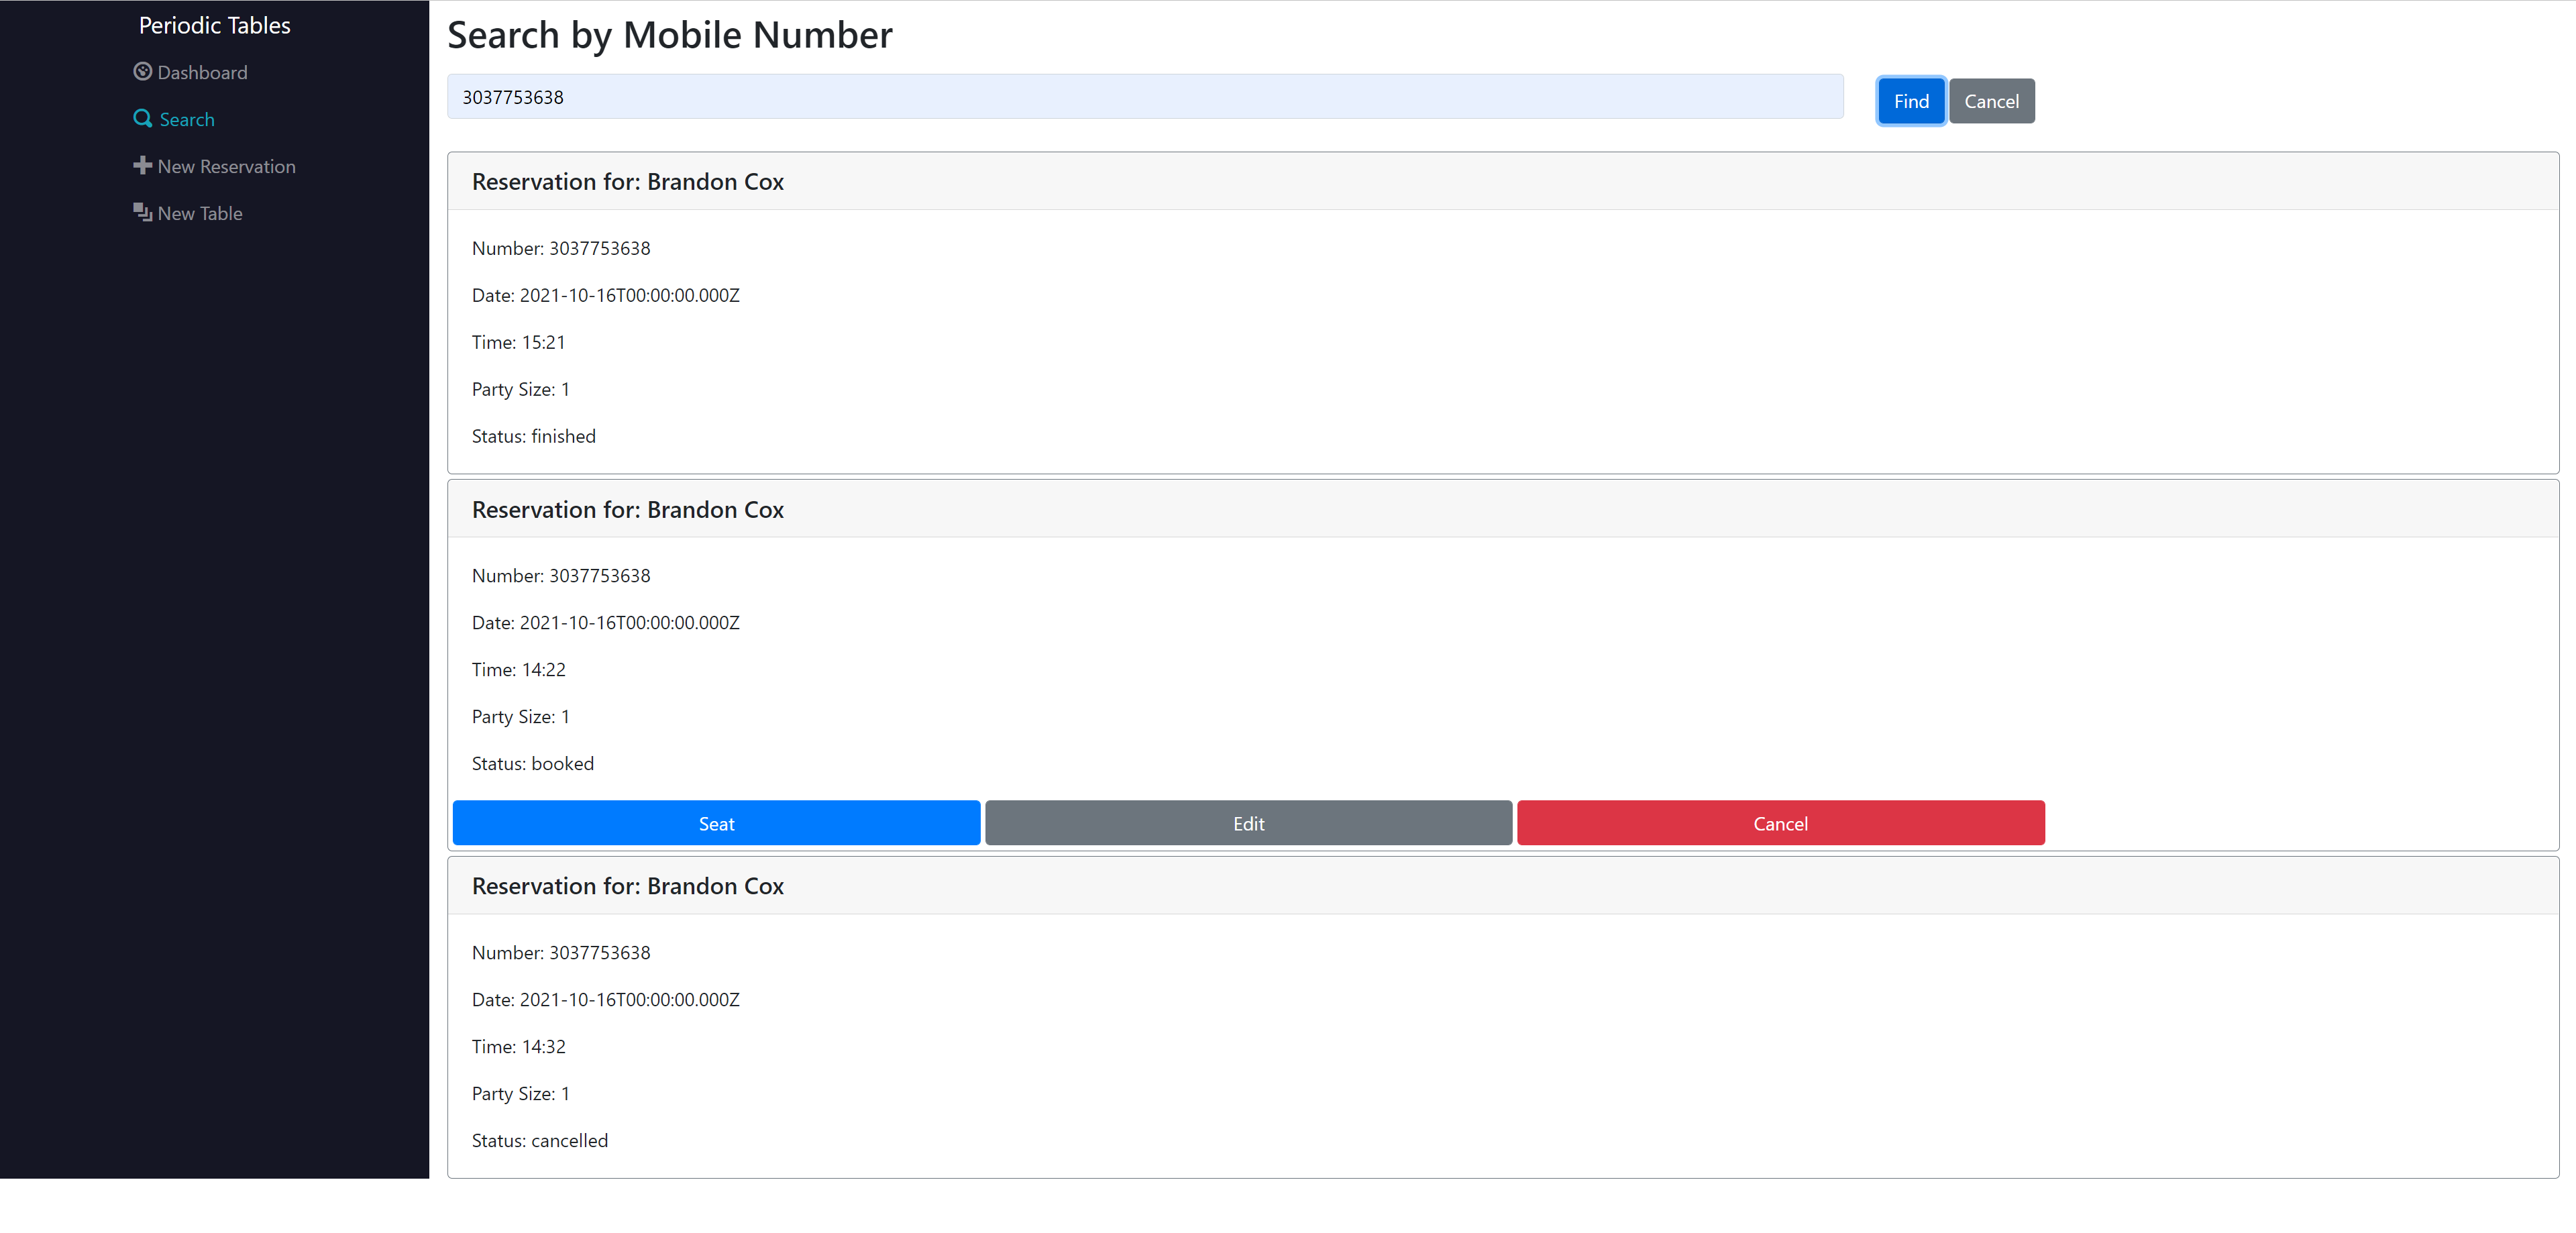 Periodic Tables
Dashboard
Search
New Reservation
New Table
Search by Mobile Number
3037753638
Find
Cancel
Reservation for: Brandon Cox
Number: 3037753638
Date: 2021-10-16T00:00:00.000Z
Time: 15:21
Party Size: 1
Status: finished
Reservation for: Brandon Cox
Number: 3037753638
Date: 2021-10-16T00:00:00.000Z
Time: 14:22
Party Size: 1
Status: booked
Seat
Edit
Cancel
Reservation for: Brandon Cox
Number: 3037753638
Date: 2021-10-16T00:00:00.000Z
Time: 14:32
Party Size: 1
Status: cancelled